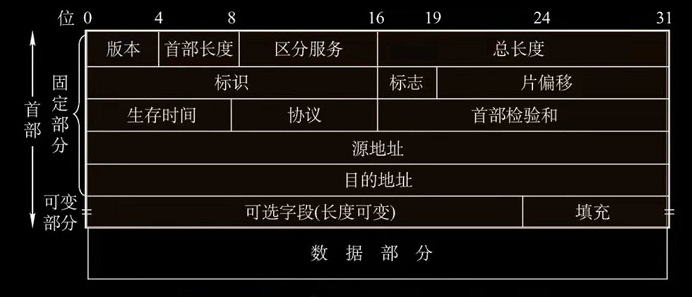 位 0 4 8 16 19 24 31
版本 首部长度 区分服务 总长度
标识 标志 片偏移
生存时间 协议 首部检验和
源地址
目的地址
可选字段(长度可变) 填充
数据部分
首部
固定部分
可变部分